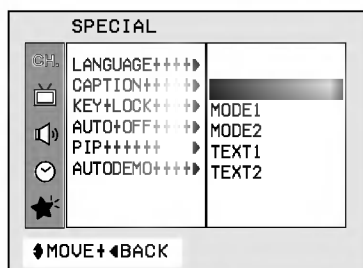 SPECIAL
CH.
LANGUAGE++++▶
CAPTION++++▶
KEY+LOCK++++▶
AUTO+OFF++++▶
PIP++++++ ▶
AUTODEMO++++▶
MODE1
MODE2
TEXT1
TEXT2
♦MOVE+◀BACK